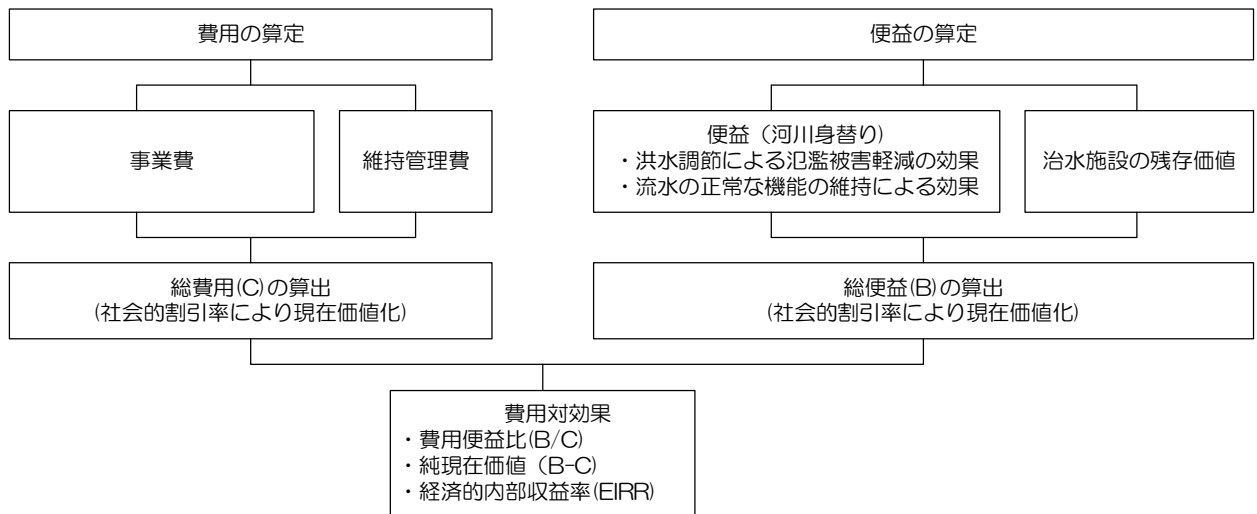 費用の算定
便益の算定
事業費
維持管理費
便益（河川身替り)
・洪水調節による氾濫被害軽減の効果
・流水の正常な機能の維持による効果
治水施設の残存価値
総費用(C)の算出
(社会的割引率により現在価値化)
総便益(B)の算出
(社会的割引率により現在価値化)
費用対効果
・費用便益比(B/C)
・純現在価値（B-C)
・経済的内部収益率(EIRR)